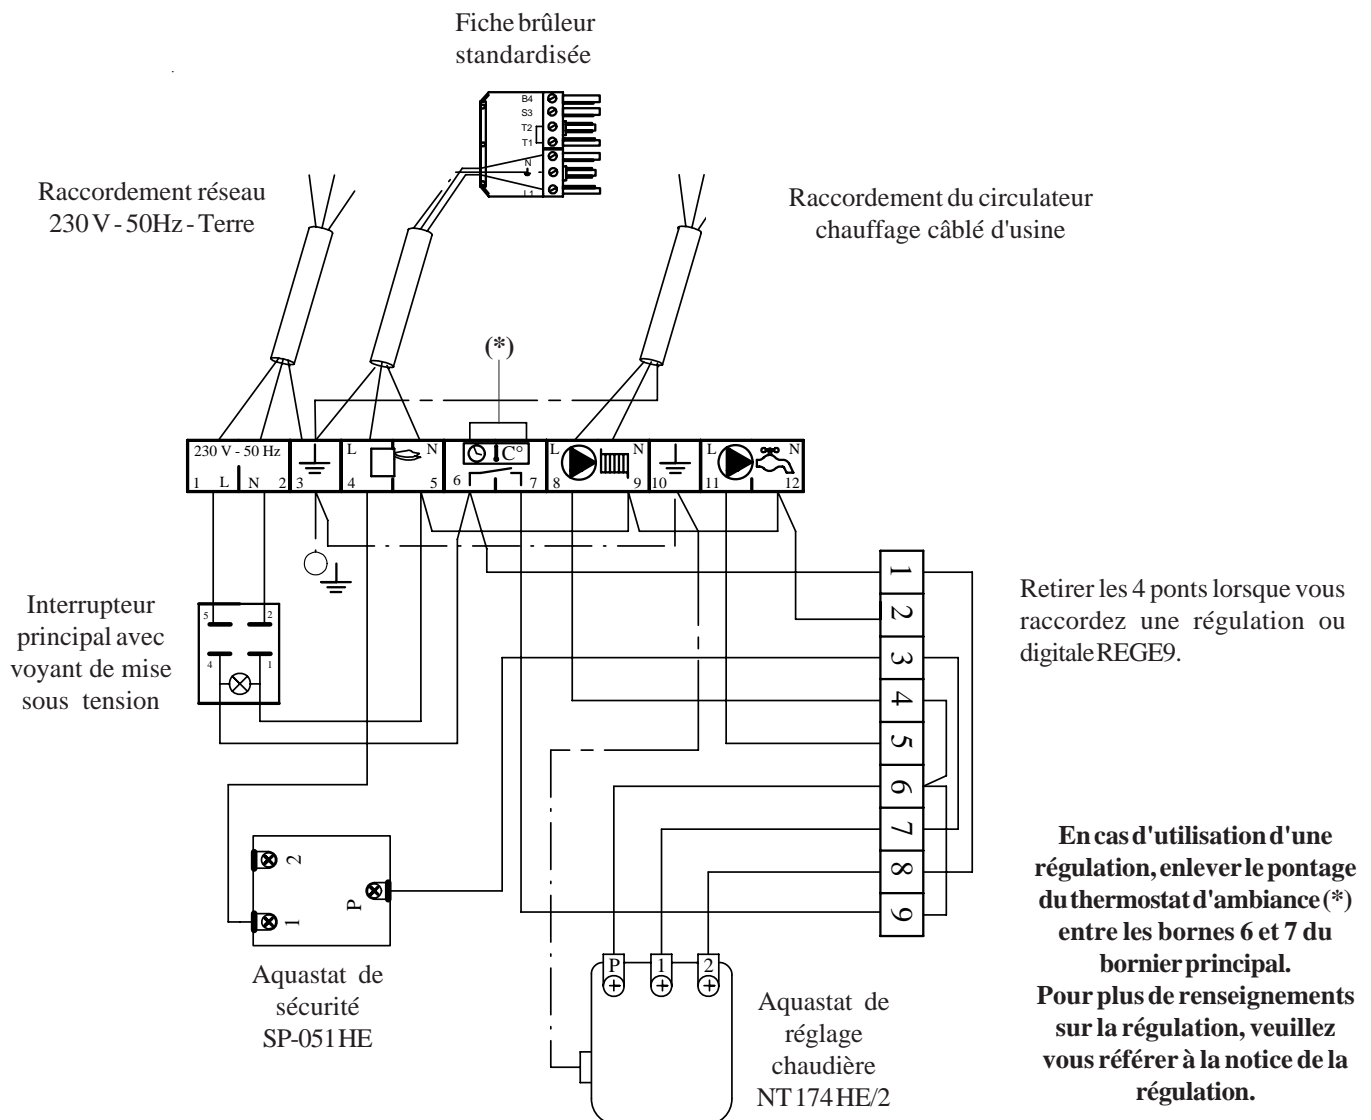 Fiche brûleur
standardisée
B4
S3
T2
T1
N
L1
Raccordement réseau
230 V - 50Hz - Terre
Raccordement du circulateur
chauffage câblé d'usine
(*)
230 V - 50 Hz
L N
C°
L N
L N
1 L N 2 3 4 5 6 7 8 9 10 11 12
Interrupteur
principal avec
voyant de mise
sous tension
5 2
4 1
1
2
3
4
5
6
7
8
9
Retirer les 4 ponts lorsque vous
raccordez une régulation ou
digitale REGE9.
2
P
1
Aquastat de
sécurité
SP-051HE
P 1 2
Aquastat de
réglage
chaudière
NT174HE/2
En cas d'utilisation d'une
régulation, enlever le pontage
du thermostat d'ambiance (*)
entre les bornes 6 et 7 du
bornier principal.
Pour plus de renseignements
sur la régulation, veuillez
vous référer à la notice de la
régulation.